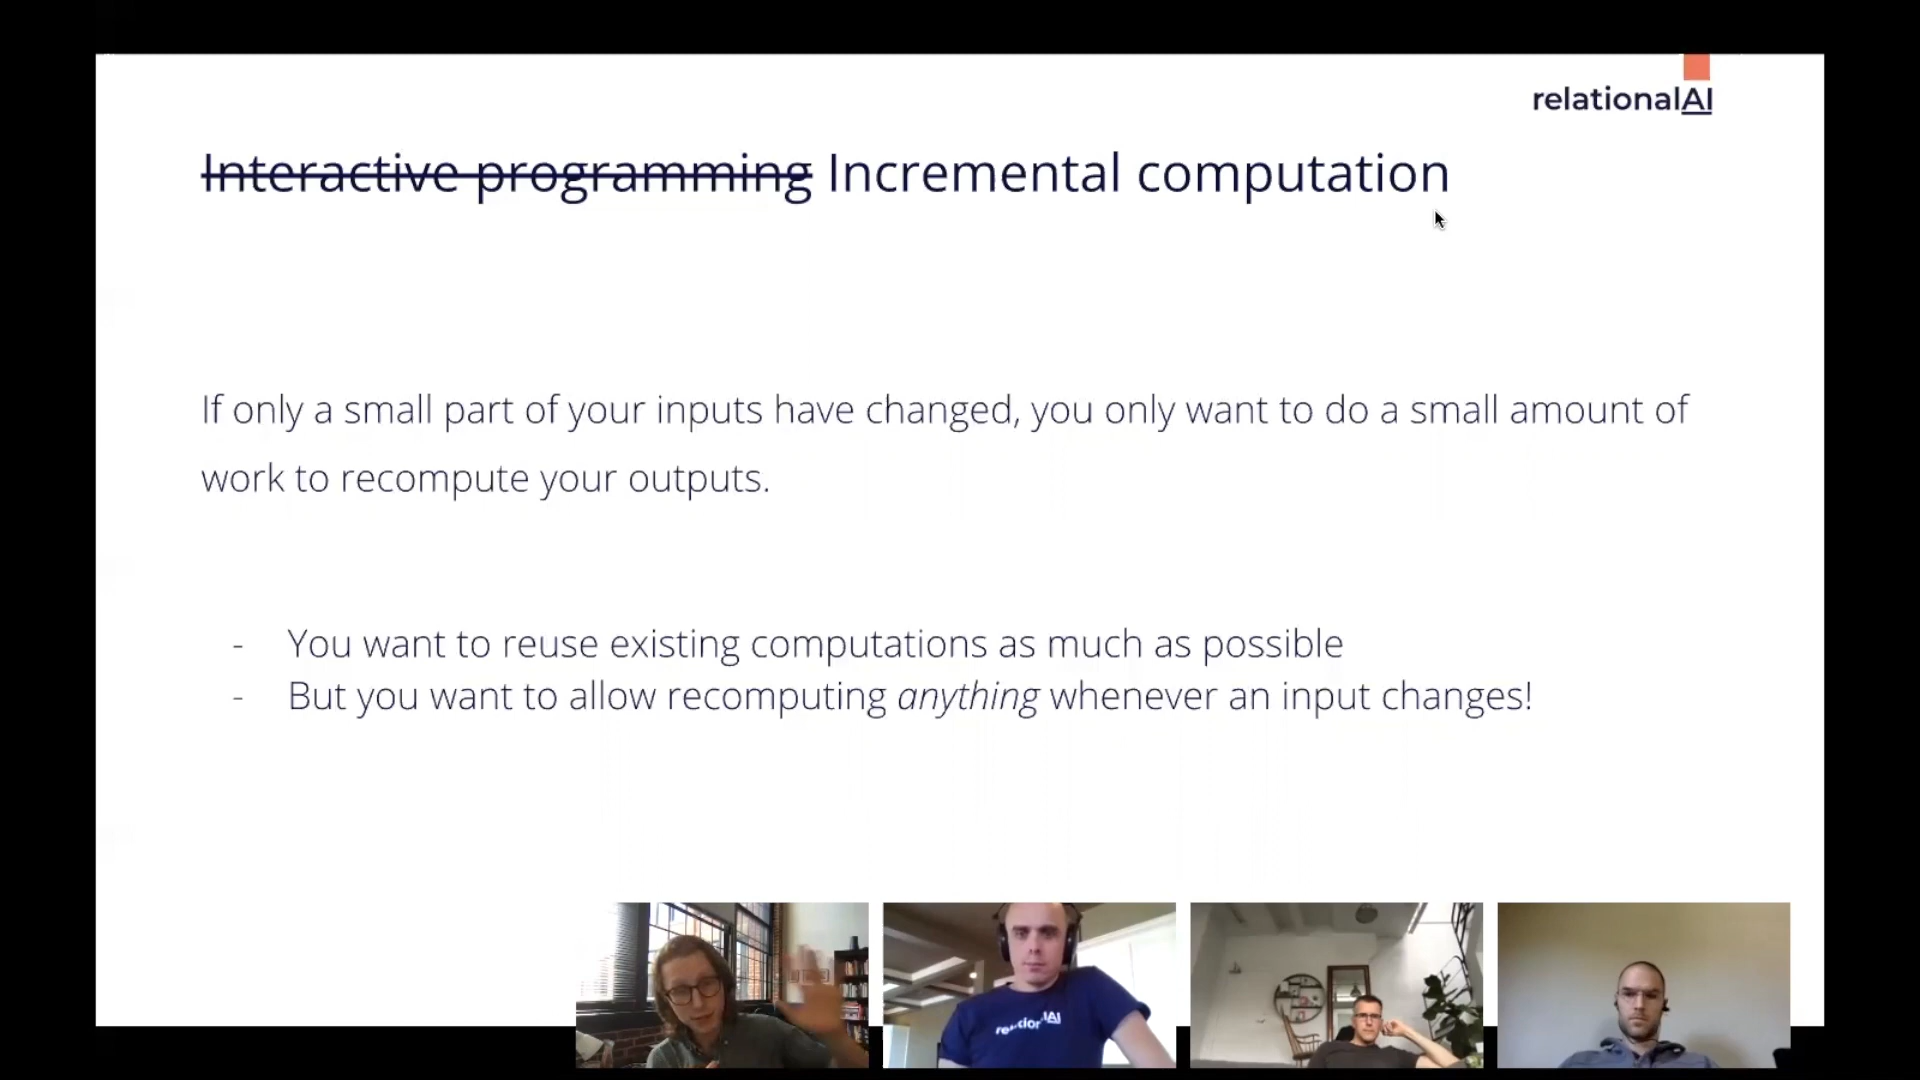 relationalAI
Interactive programming Incremental computation
If only a small part of your inputs have changed, you only want to do a small amount of
work to recompute your outputs.
- You want to reuse existing computations as much as possible
- But you want to allow recomputing anything whenever an input changes!